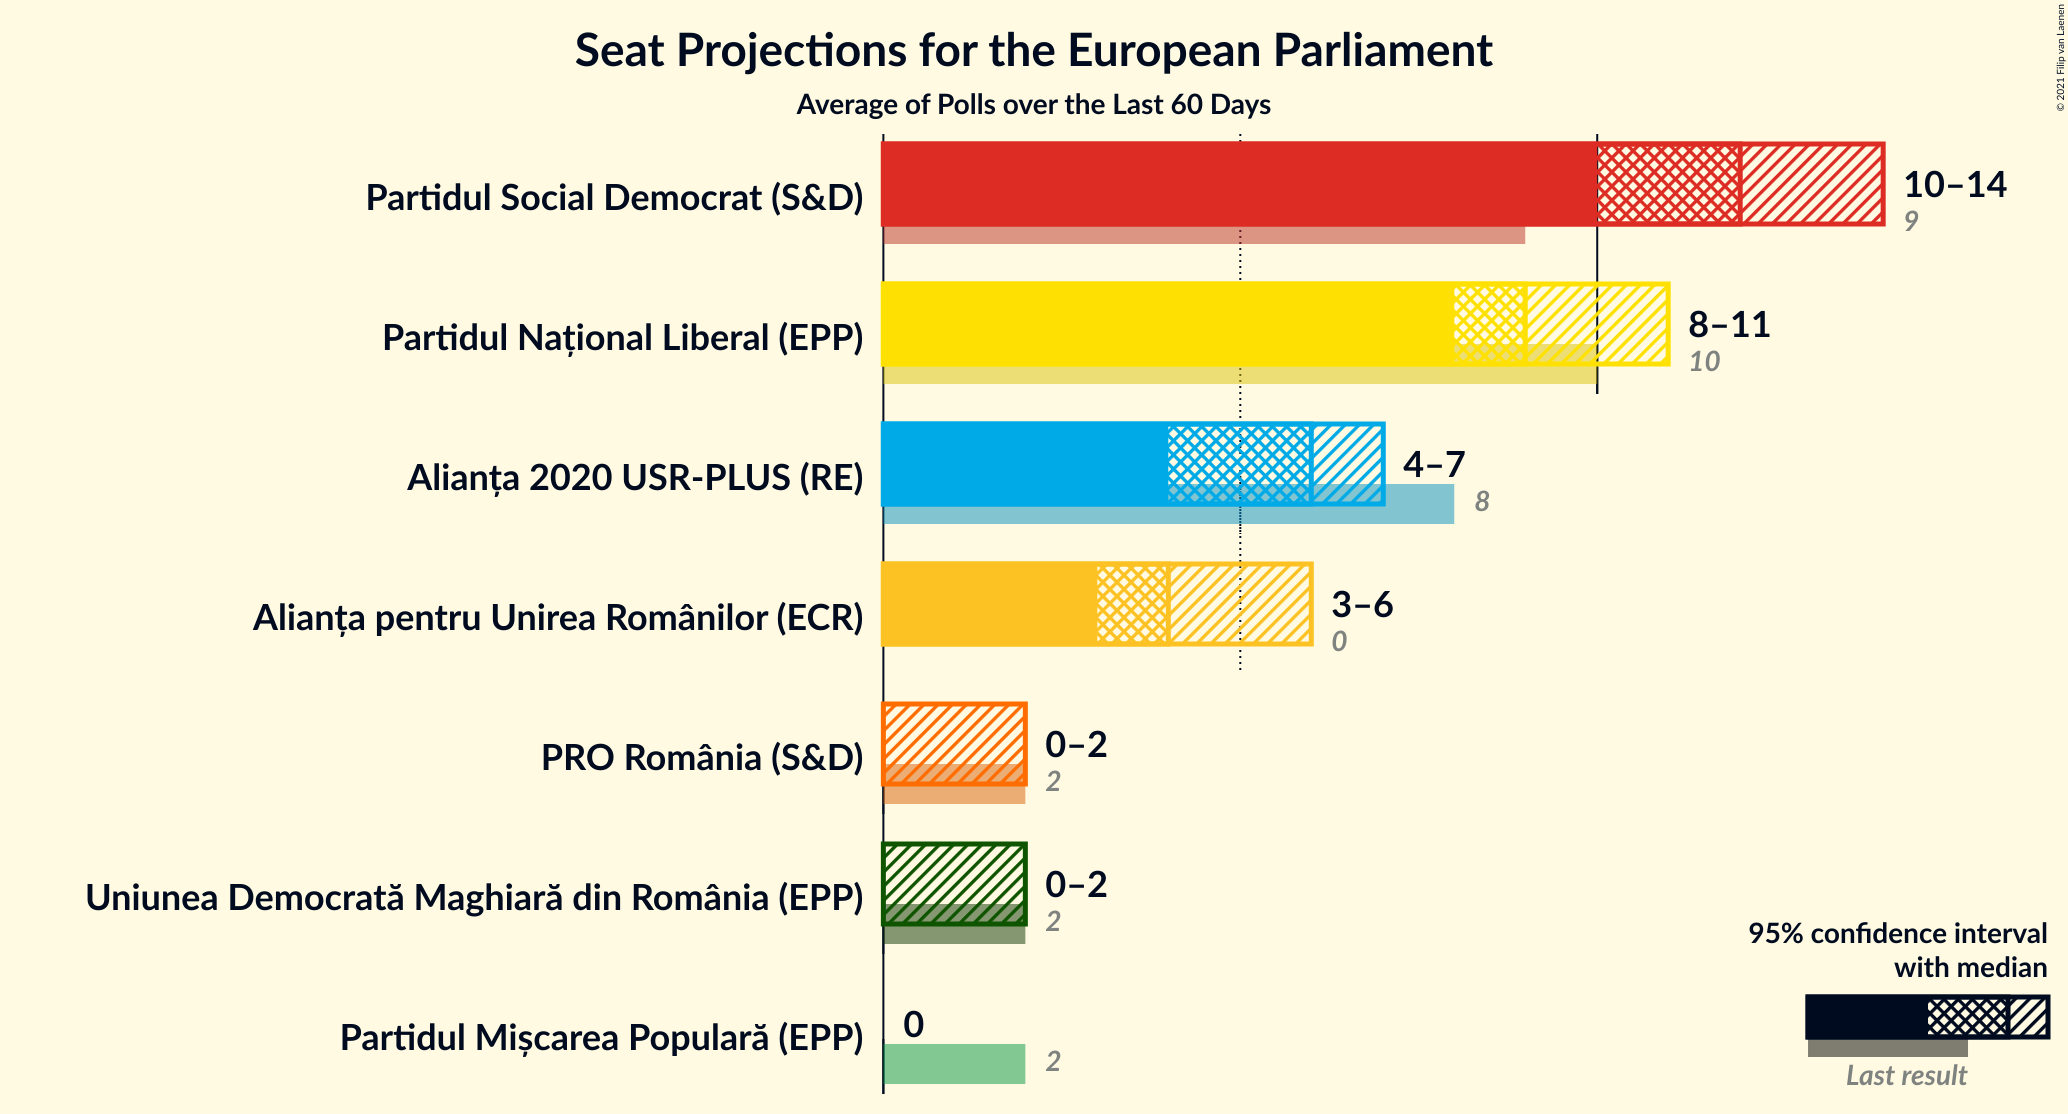 Seat Projections for the European Parliament
Average of Polls over the Last 60 Days
© 2021 Filip van Laenen
Partidul Social Democrat (S&D)
10–14
9
Partidul Național Liberal (EPP)
8–11
10
Alianța 2020 USR-PLUS (RE)
4–7
8
Alianța pentru Unirea Românilor (ECR)
3–6
0
PRO România (S&D)
0–2
2
Uniunea Democrată Maghiară din România (EPP)
0–2
2
Partidul Mișcarea Populară (EPP)
0
2
95% confidence interval
with median
Last result